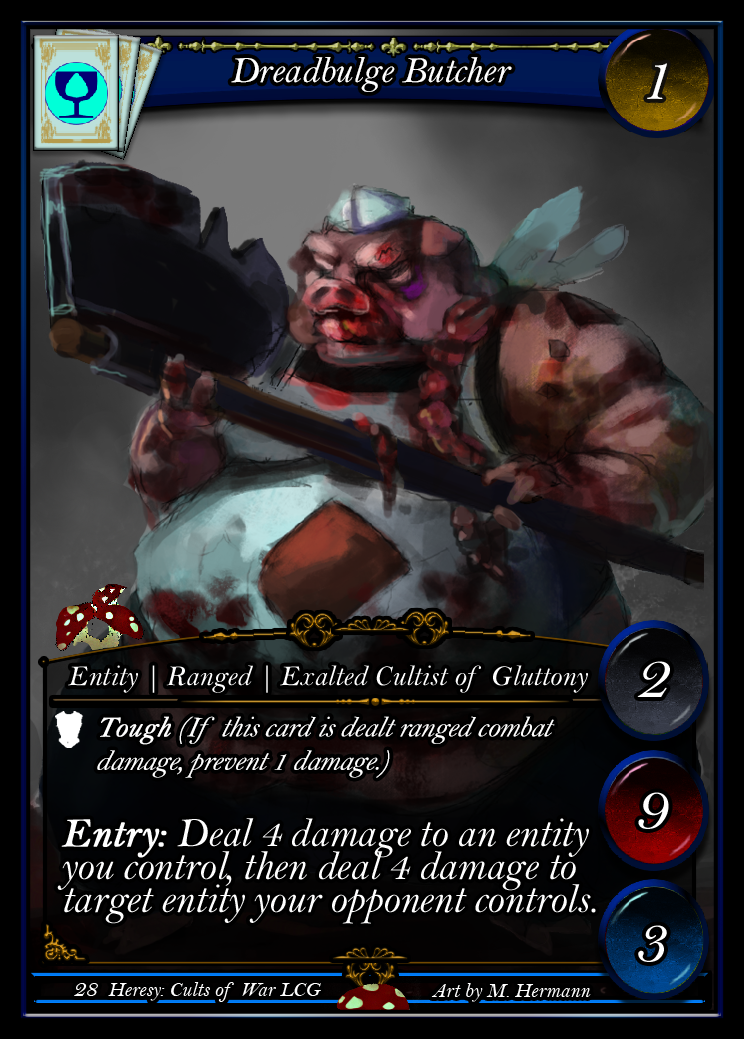 Dreadbulge Butcher
1
Entity | Ranged | Exalted Cultist of Gluttony
2
Tough (If this card is dealt ranged combat
damage, prevent 1 damage.)
9
Entry: Deal 4 damage to an entity
you control, then deal 4 damage to
target entity your opponent controls.
3
28 Heresy: Cults of War LCG
Art by M. Hermann